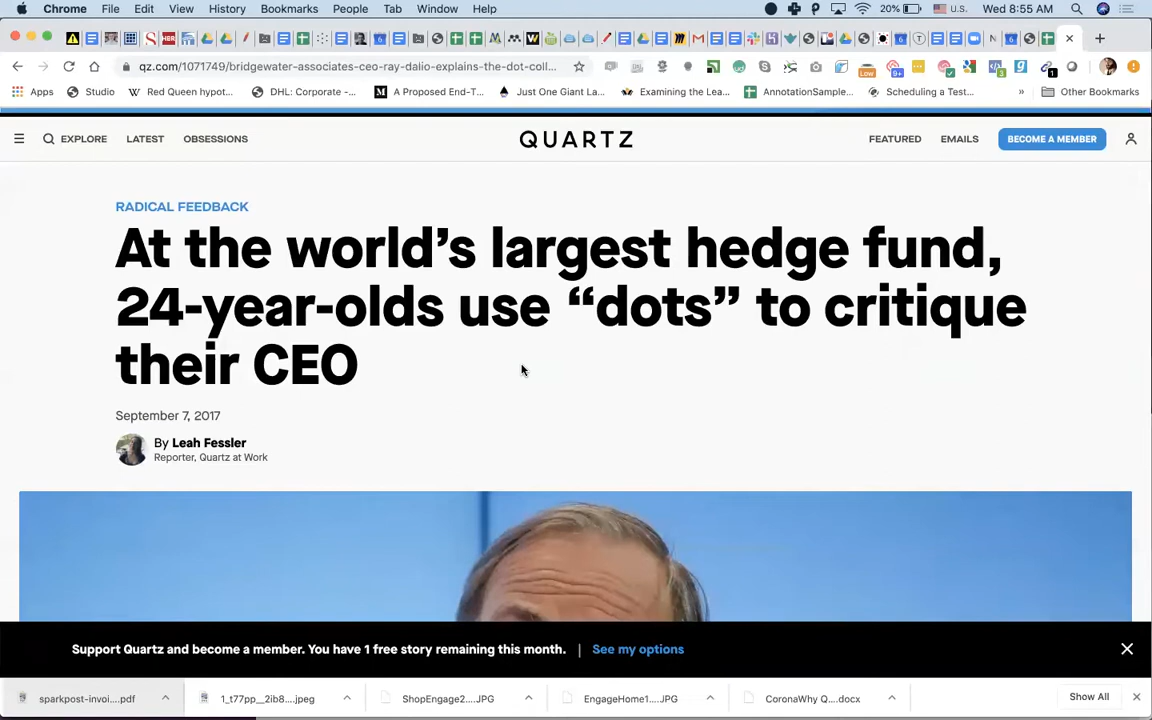 Chrome File Edit View History Bookmarks People Tab Window Help 20% U.S. Wed 8:55 AM
qz.com/1071749/bridgewater-associates-ceo-ray-dalio-explains-the-dot-coll...
Apps Studio Red Queen hypot... DHL: Corporate -... A Proposed End-T... Just One Giant La... Examining the Lea... AnnotationSample... Scheduling a Test... » Other Bookmarks
EXPLORE LATEST OBSESSIONS QUARTZ FEATURED EMAILS BECOME A MEMBER
RADICAL FEEDBACK
At the world’s largest hedge fund,
24-year-olds use “dots” to critique
their CEO
September 7, 2017
By Leah Fessler
Reporter, Quartz at Work
Support Quartz and become a member. You have 1 free story remaining this month. | See my options
sparkpost-invoi....pdf 1_t77pp__2ib8....jpeg ShopEngage2....JPG EngageHome1....JPG CoronaWhy Q....docx Show All